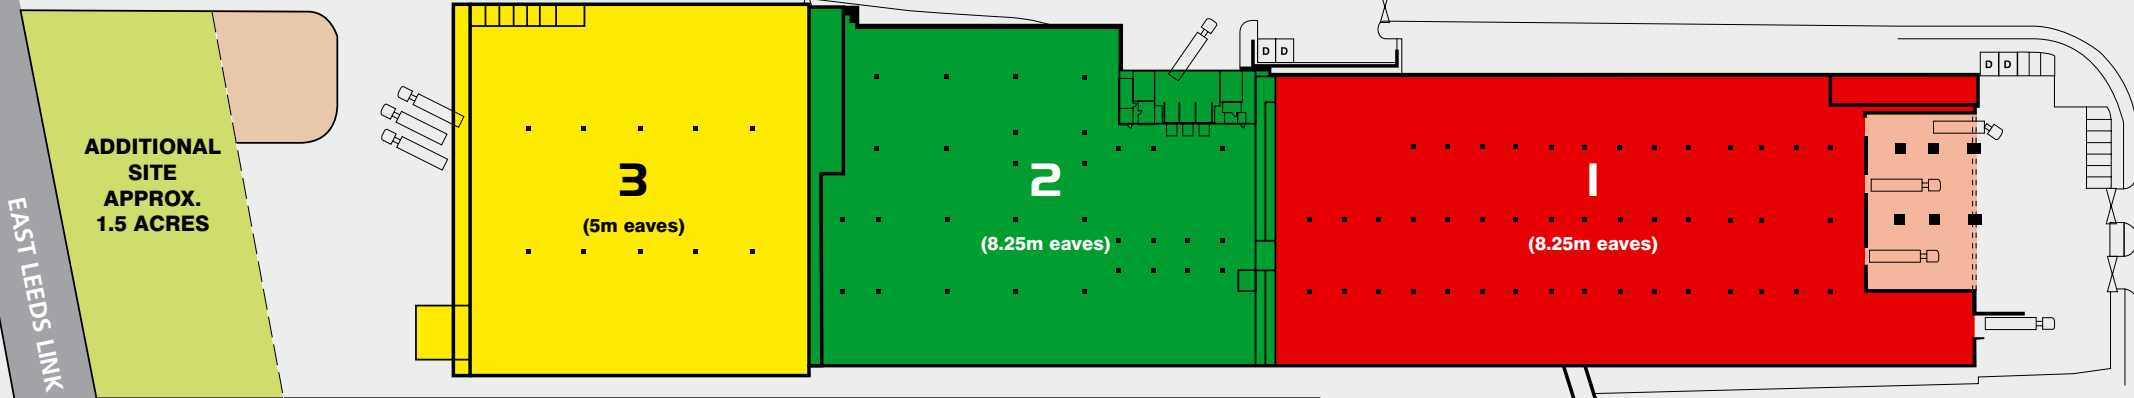 ADDITIONAL
SITE
APPROX.
1.5 ACRES
EAST LEEDS LINK
3
(5m eaves)
2
(8.25m eaves)
D D
1
(8.25m eaves)
D D